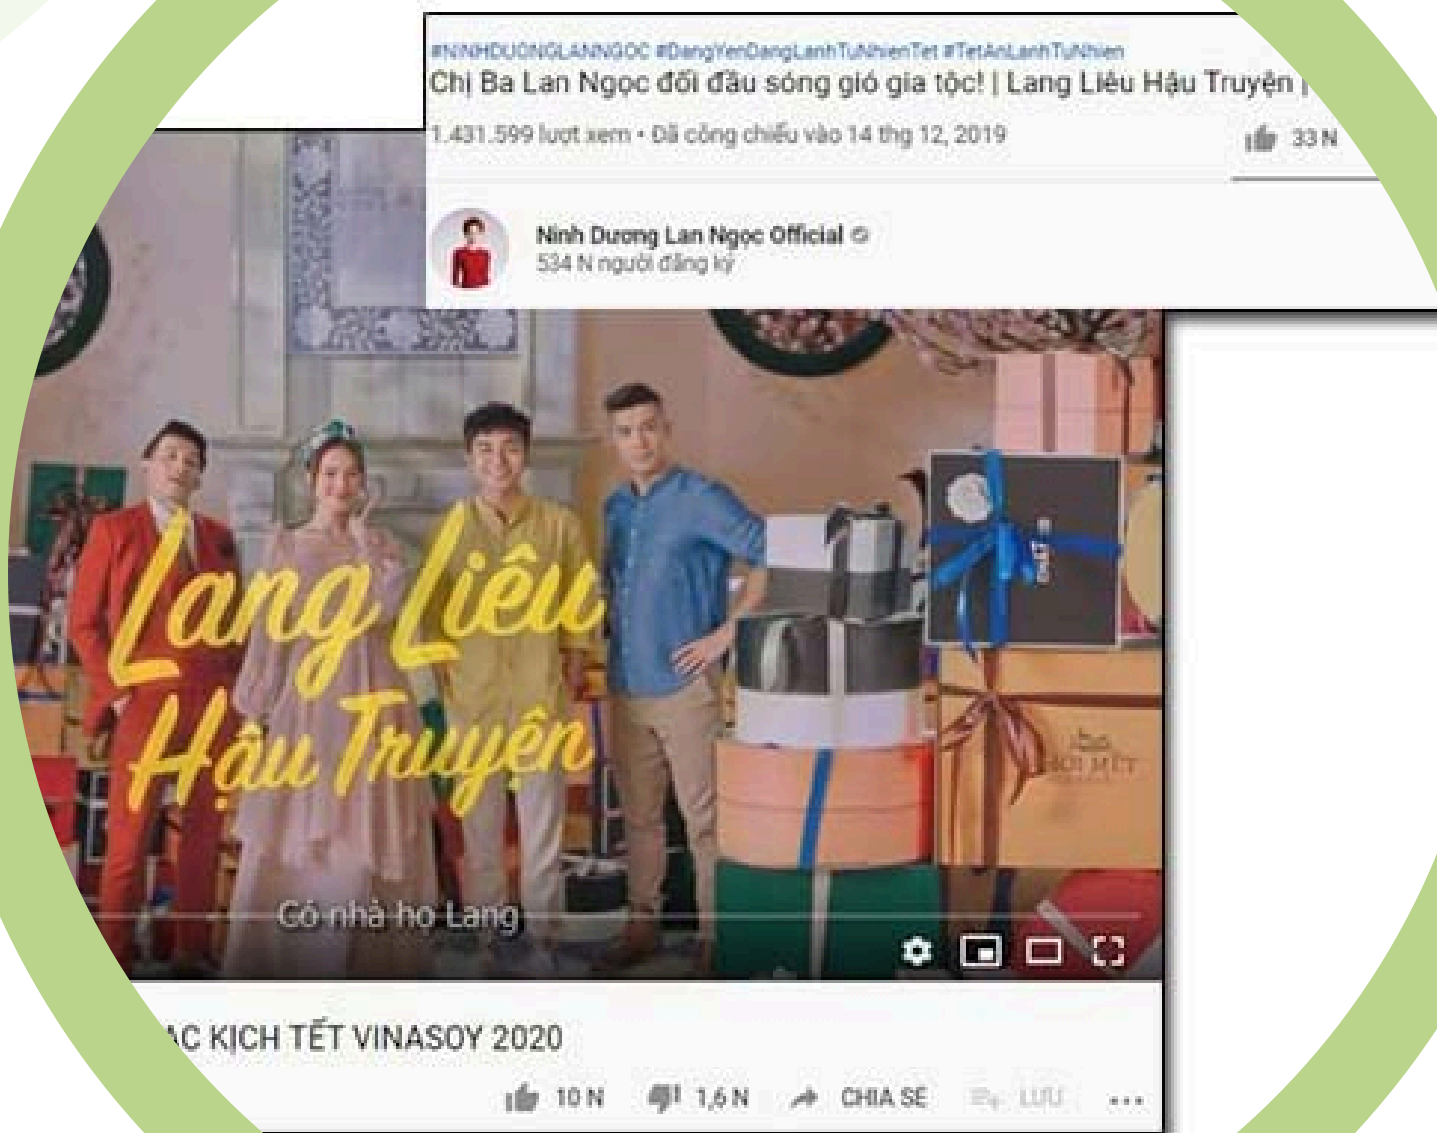 #NINHDUONGLANNGOC #DangYenDangLanhTuNhienTet #TetAnLanhTuNhien
Chị Ba Lan Ngọc đối đầu sóng gió gia tộc! | Lang Liêu Hậu Truyện |
1.431.599 lượt xem • Đã công chiếu vào 14 thg 12, 2019
33 N
Ninh Dương Lan Ngọc Official
534 N người đăng ký
Lang Liêu
Hậu Truyện
Có nhà họ Lang
ẠC KỊCH TẾT VINASOY 2020
10 N 1,6 N CHIA SẺ LƯU